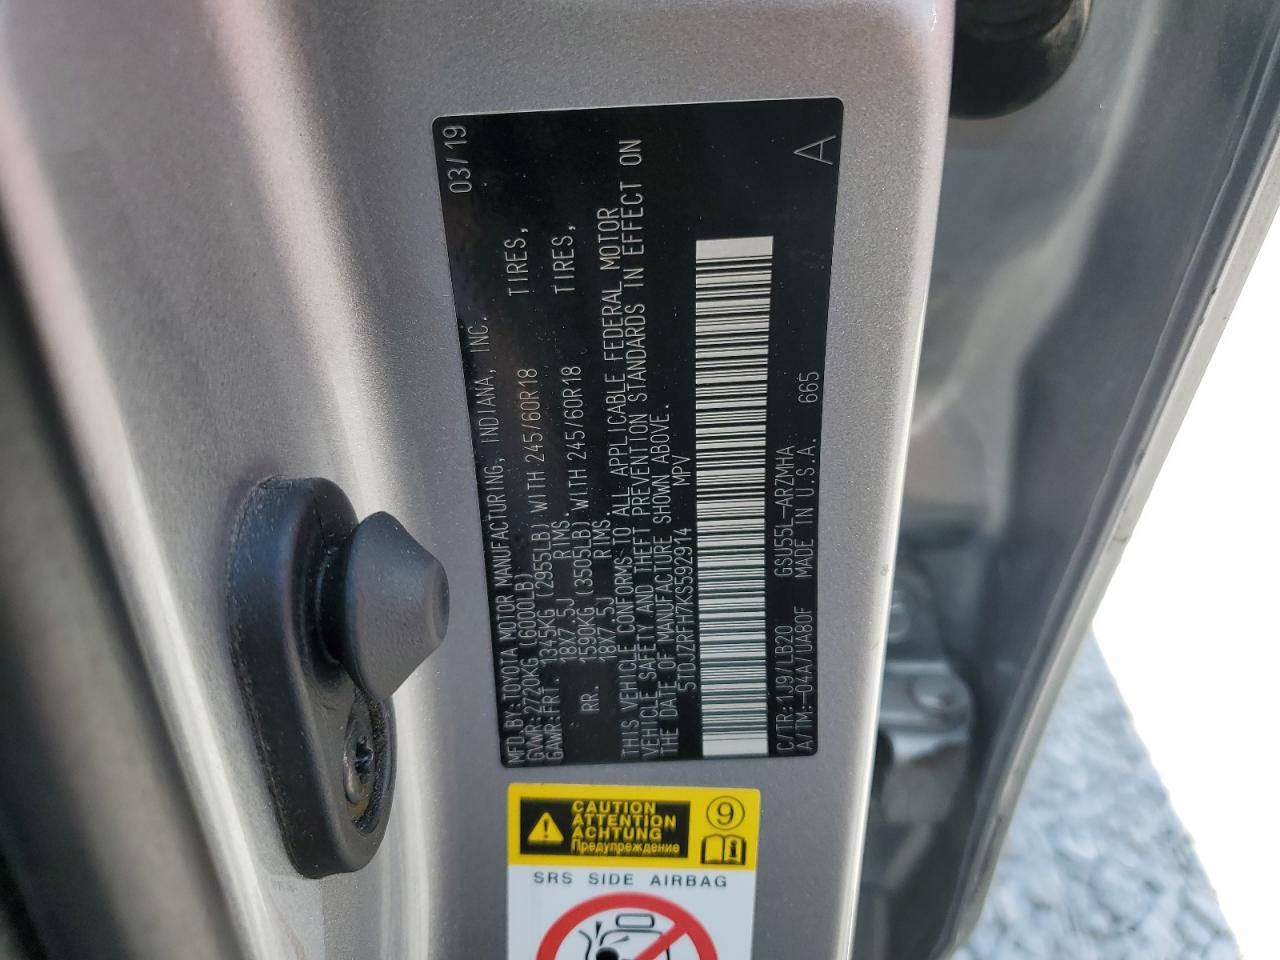 MFD.BY:TOYOTA MOTOR MANUFACTURING, INDIANA, INC. 03/19
GVWR:2720KG (6000LB)
GAWR:FRT. 1345KG (2955LB) WITH 245/60R18 TIRES,
18X7.5J RIMS.
RR. 1590KG (3505LB) WITH 245/60R18 TIRES,
18X7.5J RIMS.
THIS VEHICLE CONFORMS TO ALL APPLICABLE FEDERAL MOTOR
VEHICLE SAFETY AND THEFT PREVENTION STANDARDS IN EFFECT ON
THE DATE OF MANUFACTURE SHOWN ABOVE.
5TDJZRFH7KS592914 MPV
C/TR:1J9/LB20 GSU55L-ARZMHA
A/TM:-04A/UA80F MADE IN U.S.A. 665 A
CAUTION
ATTENTION
ACHTUNG
Предупреждение
9
SRS SIDE AIRBAG